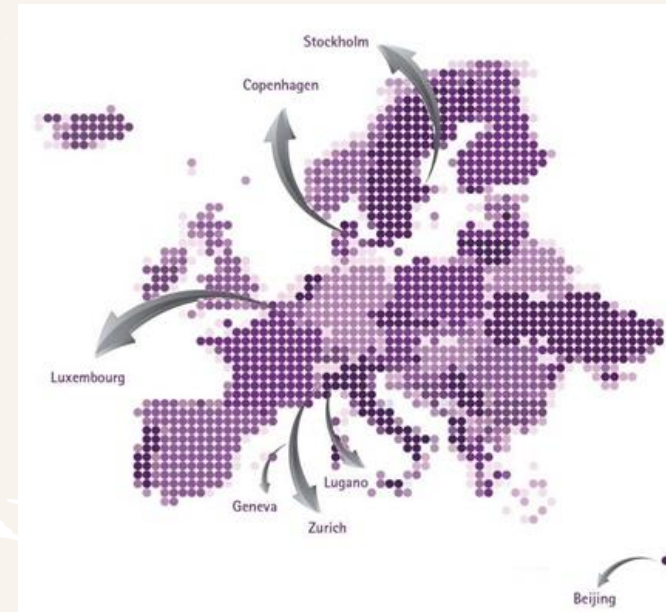 Stockholm
Copenhagen
Luxembourg
Lugano
Geneva
Zurich
Beijing